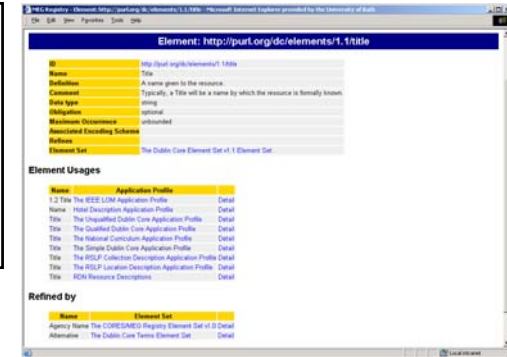 MEG Registry - Element: http://purl.org/dc/elements/1.1/title - Microsoft Internet Explorer provided by the University of Bath
File Edit View Favorites Tools Help
Element: http://purl.org/dc/elements/1.1/title
ID http://purl.org/dc/elements/1.1/title
Name Title
Definition A name given to the resource.
Comment Typically, a Title will be a name by which the resource is formally known.
Data type string
Obligation optional
Maximum Occurrence unbounded
Associated Encoding Scheme
Refines
Element Set The Dublin Core Element Set v1.1 Element Set
Element Usages
Name Application Profile
1.2 Title The IEEE LOM Application Profile Detail
Name Hotel Description Application Profile Detail
Title The Unqualified Dublin Core Application Profile Detail
Title The Qualified Dublin Core Application Profile Detail
Title The National Curriculum Application Profile Detail
Title The Simple Dublin Core Application Profile Detail
Title The RSLP Collection Description Application Profile Detail
Title The RSLP Location Description Application Profile Detail
Title RDN Resource Descriptions Detail
Refined by
Name Element Set
Agency Name The CORES/MEG Registry Element Set v1.0 Detail
Alternative The Dublin Core Terms Element Set Detail
Local intranet